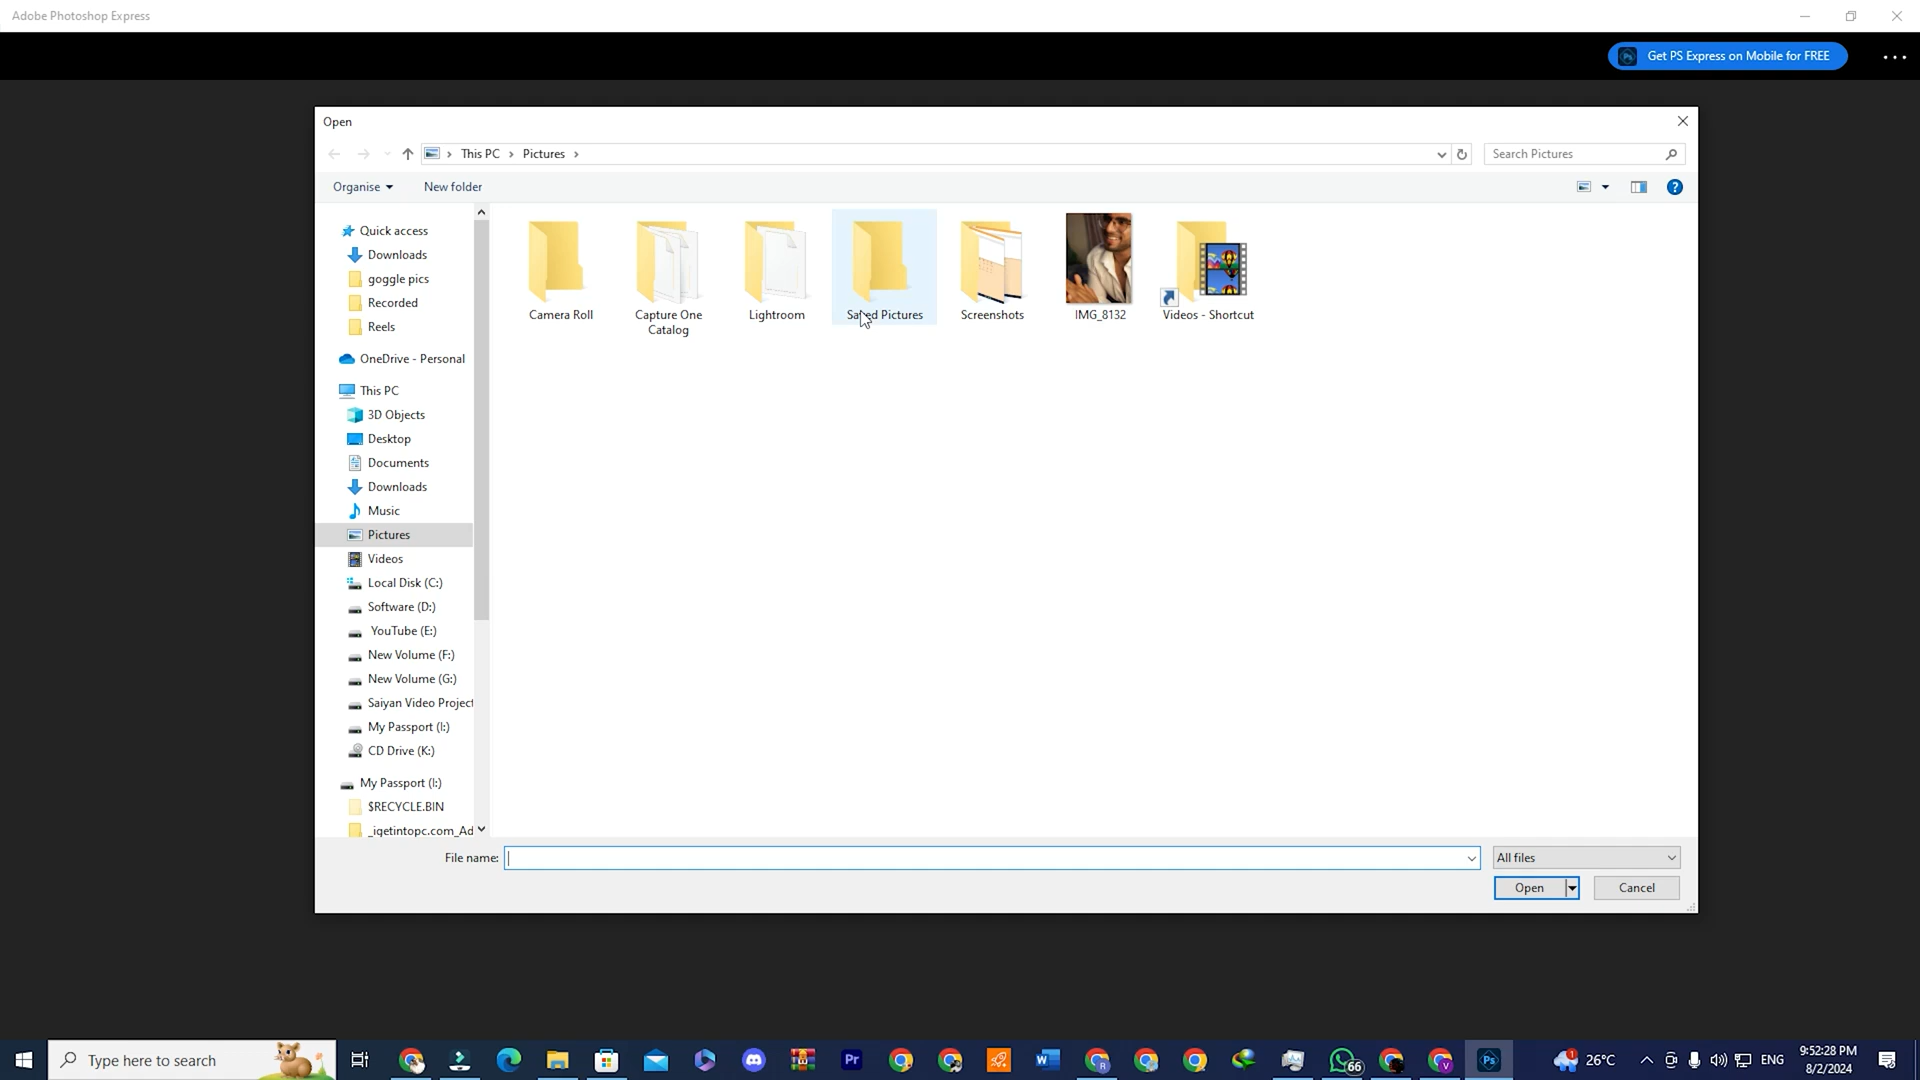 Adobe Photoshop Express
Get PS Express on Mobile for FREE
Open
This PC
Pictures
Search Pictures
Organise
New folder
Quick access
Downloads
goggle pics
Recorded
Reels
OneDrive - Personal
This PC
3D Objects
Desktop
Documents
Downloads
Music
Pictures
Videos
Local Disk (C:)
Software (D:)
YouTube (E:)
New Volume (F:)
New Volume (G:)
Saiyan Video Project
My Passport (I:)
CD Drive (K:)
My Passport (I:)
$RECYCLE.BIN
_igetintopc.com_Ad
Camera Roll
Capture One
Catalog
Lightroom
Saved Pictures
Screenshots
IMG_8132
Videos - Shortcut
File name:
All files
Open
Cancel
Type here to search
Pr
66
Ps
1
26°C
ENG
9:52:28 PM
8/2/2024